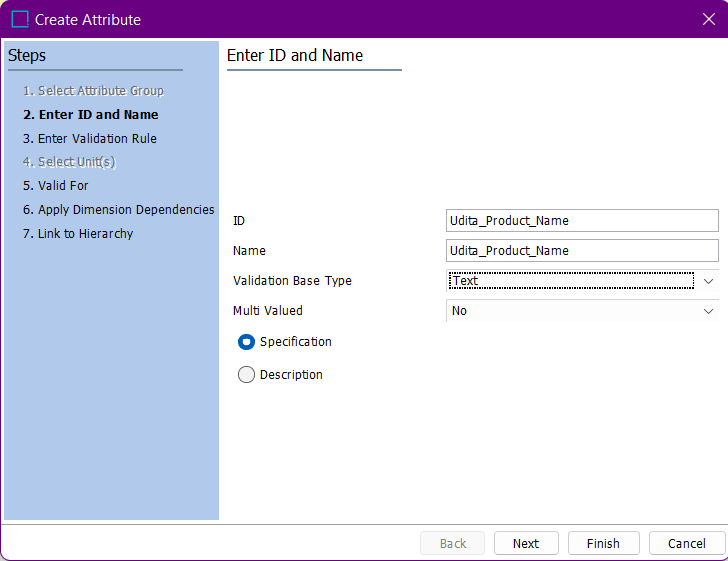 Create Attribute
Steps
1. Select Attribute Group
2. Enter ID and Name
3. Enter Validation Rule
4. Select Unit(s)
5. Valid For
6. Apply Dimension Dependencies
7. Link to Hierarchy
Enter ID and Name
ID Udita_Product_Name
Name Udita_Product_Name
Validation Base Type Text
Multi Valued No
Specification
Description
Back Next Finish Cancel